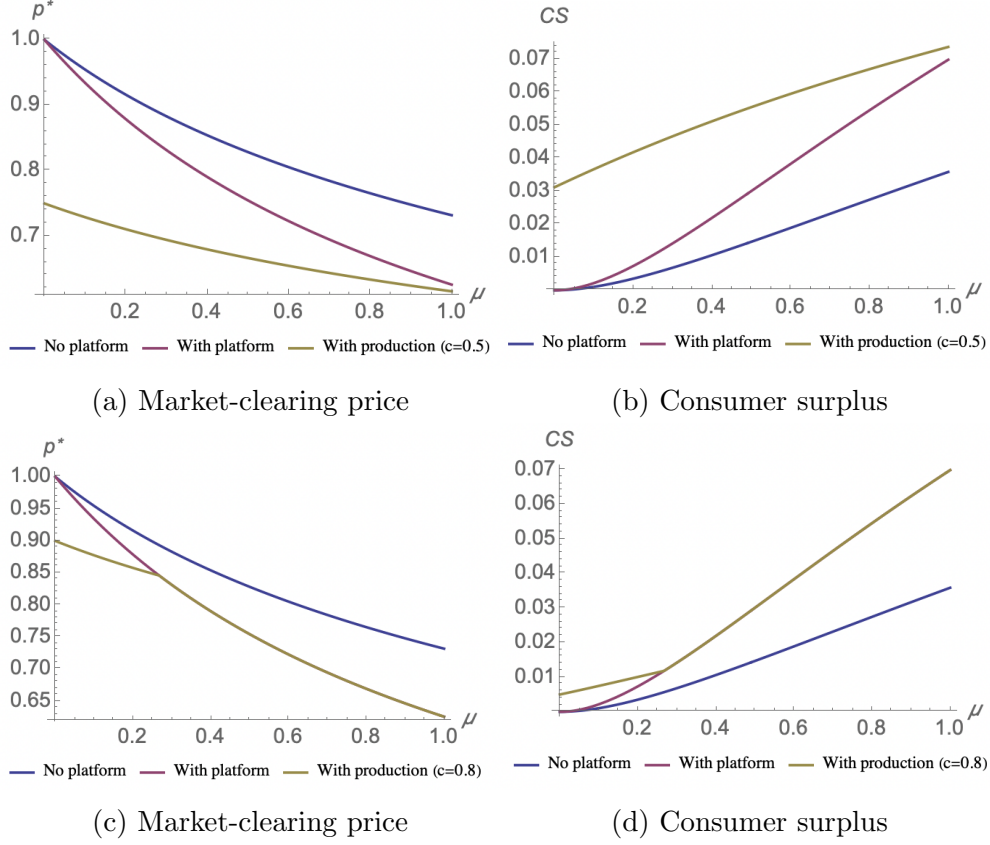 p*
1.0
0.9
0.8
0.7
0.2 0.4 0.6 0.8 1.0
μ
No platform With platform With production (c=0.5)
(a) Market-clearing price
CS
0.07
0.06
0.05
0.04
0.03
0.02
0.01
0.2 0.4 0.6 0.8 1.0
μ
No platform With platform With production (c=0.5)
(b) Consumer surplus
p*
1.00
0.95
0.90
0.85
0.80
0.75
0.70
0.65
0.2 0.4 0.6 0.8 1.0
μ
No platform With platform With production (c=0.8)
(c) Market-clearing price
CS
0.07
0.06
0.05
0.04
0.03
0.02
0.01
0.2 0.4 0.6 0.8 1.0
μ
No platform With platform With production (c=0.8)
(d) Consumer surplus